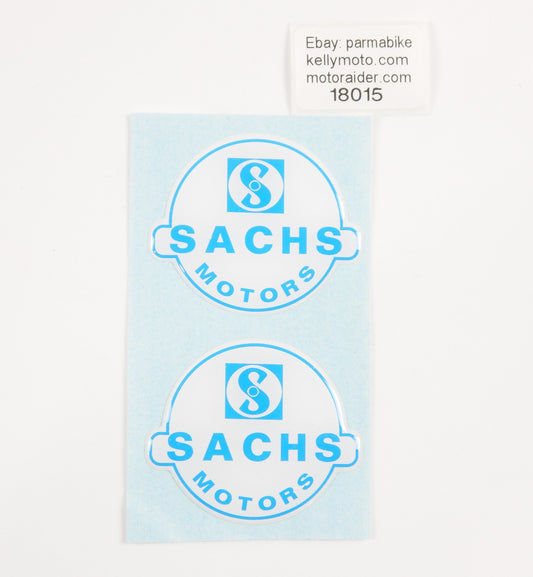 Ebay: parmabike
kellymoto.com
motoraider.com
18015
S
SACHS
MOTORS
S
SACHS
MOTORS